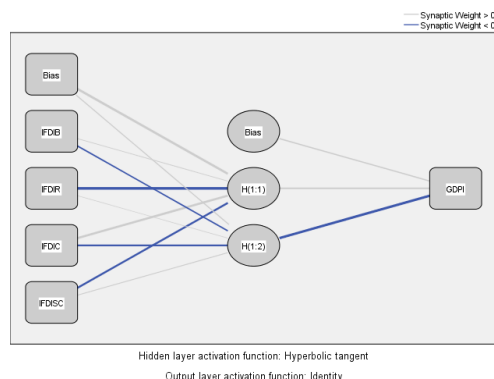 Synaptic Weight > 0
Synaptic Weight < 0
Bias
IFDIB
IFDIR
IFDIC
IFDISC
Bias
H(1:1)
H(1:2)
GDPI
Hidden layer activation function: Hyperbolic tangent
Output layer activation function: Identity